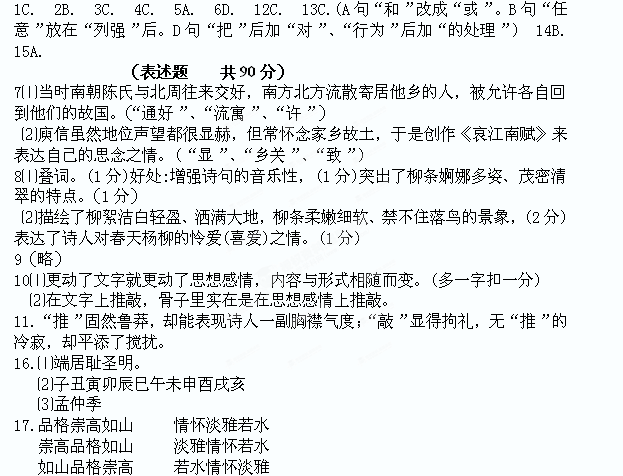 1C.  2B.  3C.  4C.  5A.  6D.  12C.  13C.(A句“和”改成“或”。B句“任
意”放在“列强”后。D句“把”后加“对”、“行为”后加“的处理”) 14B.
15A.
(表述题  共90分)
7⑴当时南朝陈氏与北周往来交好，南方北方流散寄居他乡的人，被允许各自回
到他们的故国。(“通好”、“流寓”、“许”)
⑵庾信虽然地位声望都很显赫，但常怀念家乡故土，于是创作《哀江南赋》来
表达自己的思念之情。(“显”、“乡关”、“致”)
8⑴叠词。(1分)好处:增强诗句的音乐性，(1分)突出了柳条婀娜多姿、茂密清
翠的特点。(1分)
⑵描绘了柳絮洁白轻盈、洒满大地，柳条柔嫩细软、禁不住落鸟的景象，(2分)
表达了诗人对春天杨柳的怜爱(喜爱)之情。(1分)
9（略）
10⑴更动了文字就更动了思想感情，内容与形式相随而变。(多一字扣一分)
⑵在文字上推敲，骨子里实在是在思想感情上推敲。
11.“推”固然鲁莽，却能表现诗人一副胸襟气度；“敲”显得拘礼，无“推”的
冷寂，却平添了搅扰。
16.⑴端居耻圣明。
⑵子丑寅卯辰巳午未申酉戌亥
⑶孟仲季
17.品格崇高如山  情怀淡雅若水
崇高品格如山  淡雅情怀若水
如山品格崇高  若水情怀淡雅